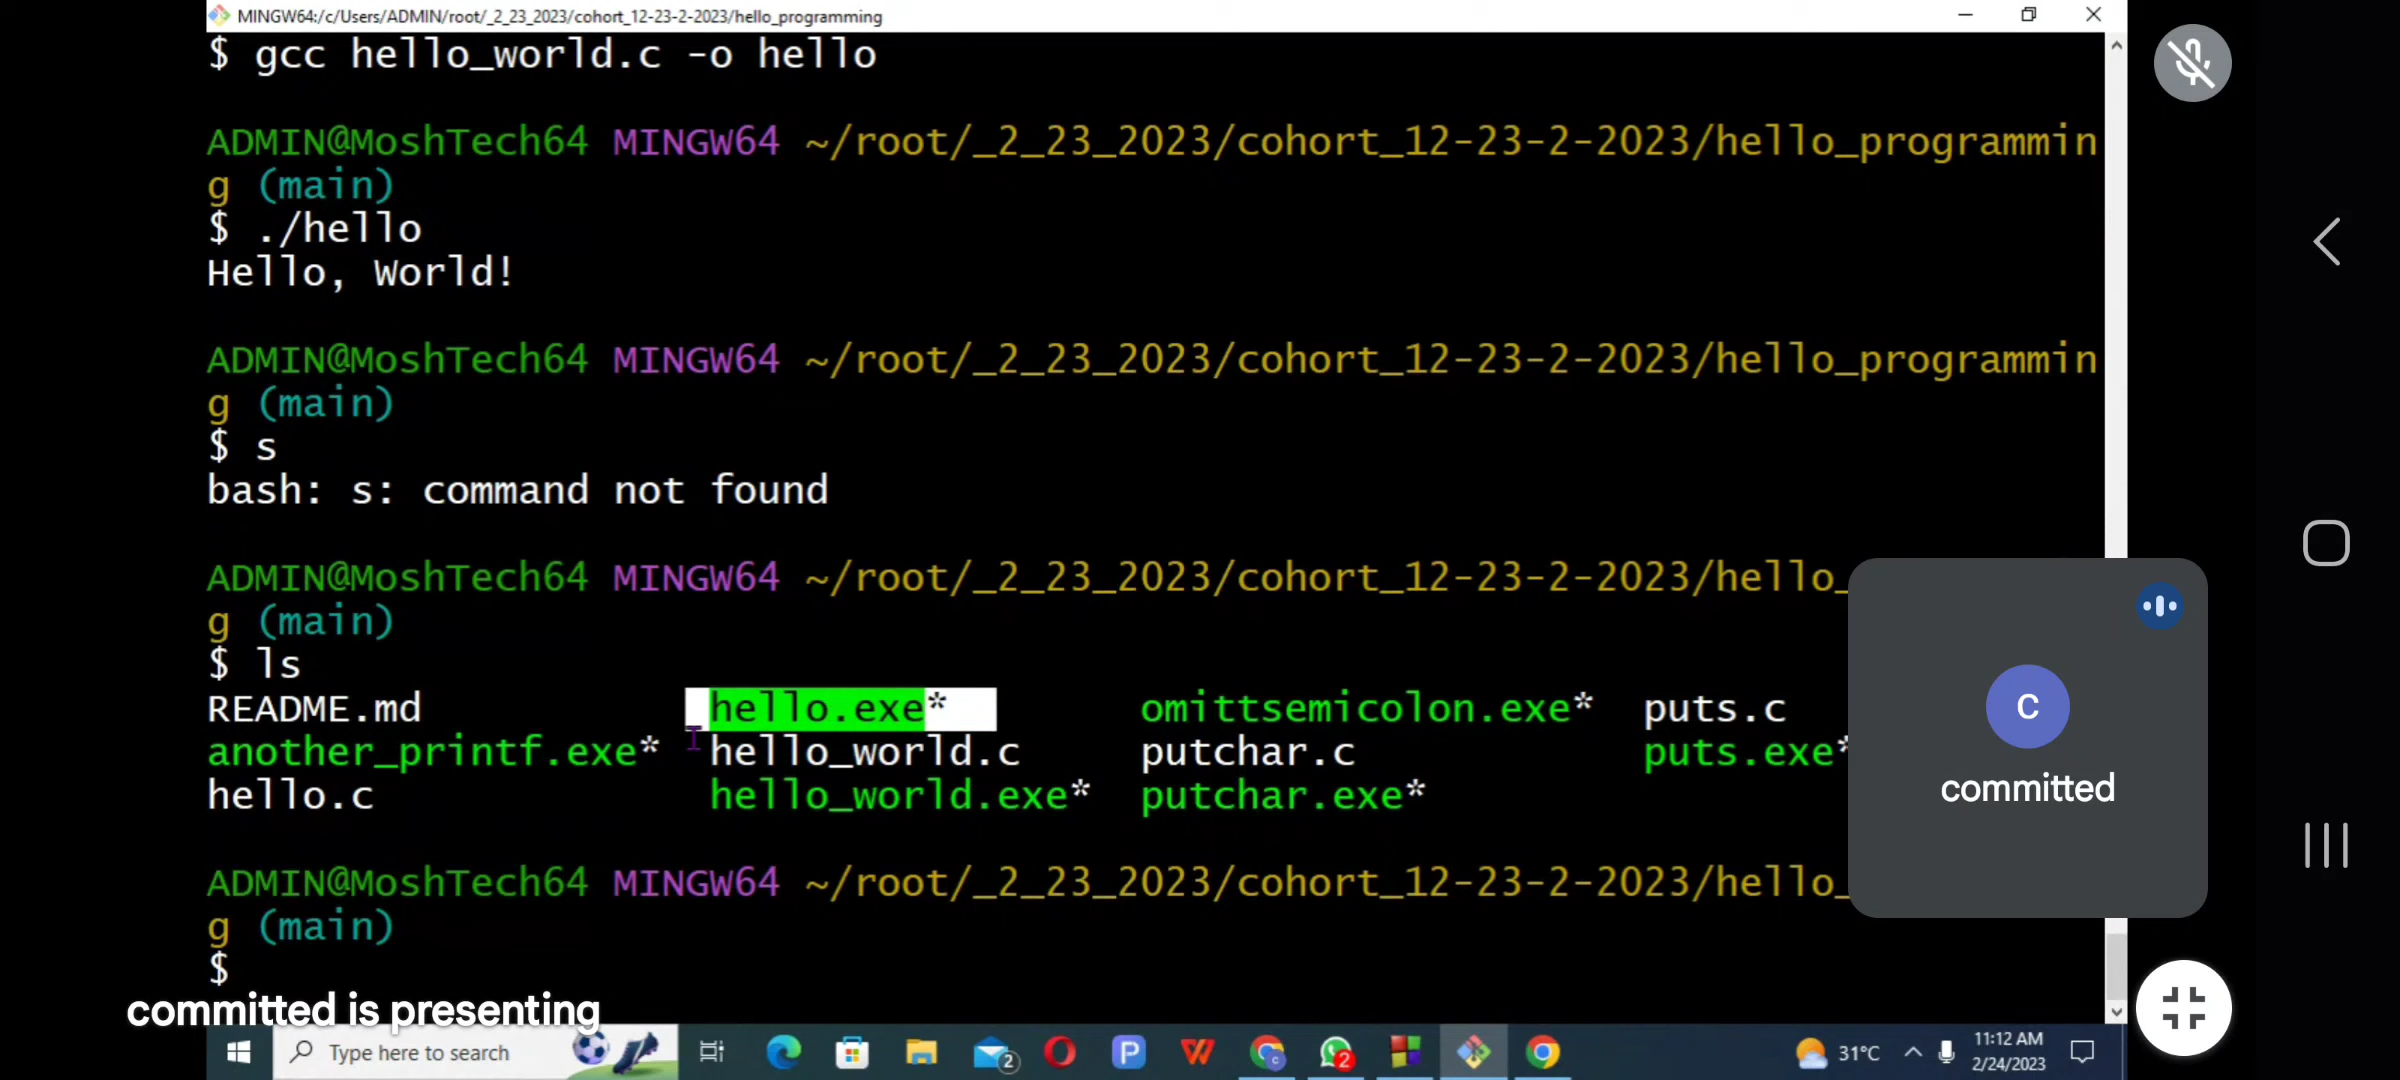 MINGW64:/c/Users/ADMIN/root/_2_23_2023/cohort_12-23-2-2023/hello_programming
$ gcc hello_world.c -o hello
ADMIN@MoshTech64 MINGW64 ~/root/_2_23_2023/cohort_12-23-2-2023/hello_programmin
g (main)
$ ./hello
Hello, World!
ADMIN@MoshTech64 MINGW64 ~/root/_2_23_2023/cohort_12-23-2-2023/hello_programmin
g (main)
$ s
bash: s: command not found
ADMIN@MoshTech64 MINGW64 ~/root/_2_23_2023/cohort_12-23-2-2023/hello_
g (main)
$ ls
README.md hello.exe* omittsemicolon.exe* puts.c
another_printf.exe* hello_world.c putchar.c puts.exe*
hello.c hello_world.exe* putchar.exe*
ADMIN@MoshTech64 MINGW64 ~/root/_2_23_2023/cohort_12-23-2-2023/hello_
g (main)
$
C
committed
committed is presenting
Type here to search
2
2
31°C
11:12 AM
2/24/2023